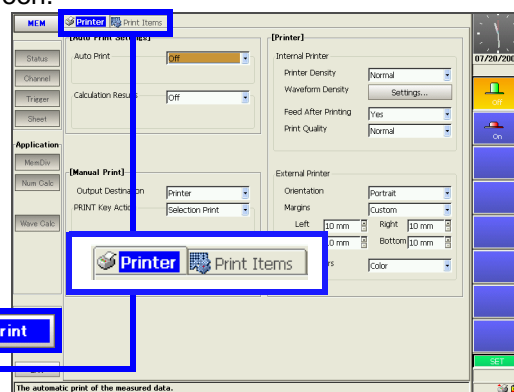 MEM
Printer Print Items
[Auto Print Settings]
Auto Print Off
Calculation Results Off
[Manual Print]
Output Destination Printer
PRINT Key Action Selection Print
[Printer]
Internal Printer
Printer Density Normal
Waveform Density Settings...
Feed After Printing Yes
Print Quality Normal
External Printer
Orientation Portrait
Margins Custom
Left 10 mm Right 10 mm
10 mm Bottom 10 mm
Color
Printer Print Items
Status
Channel
Trigger
Sheet
Application
MemDiv
Num Calc
Wave Calc
The automatic print of the measured data.
Off
On
SET